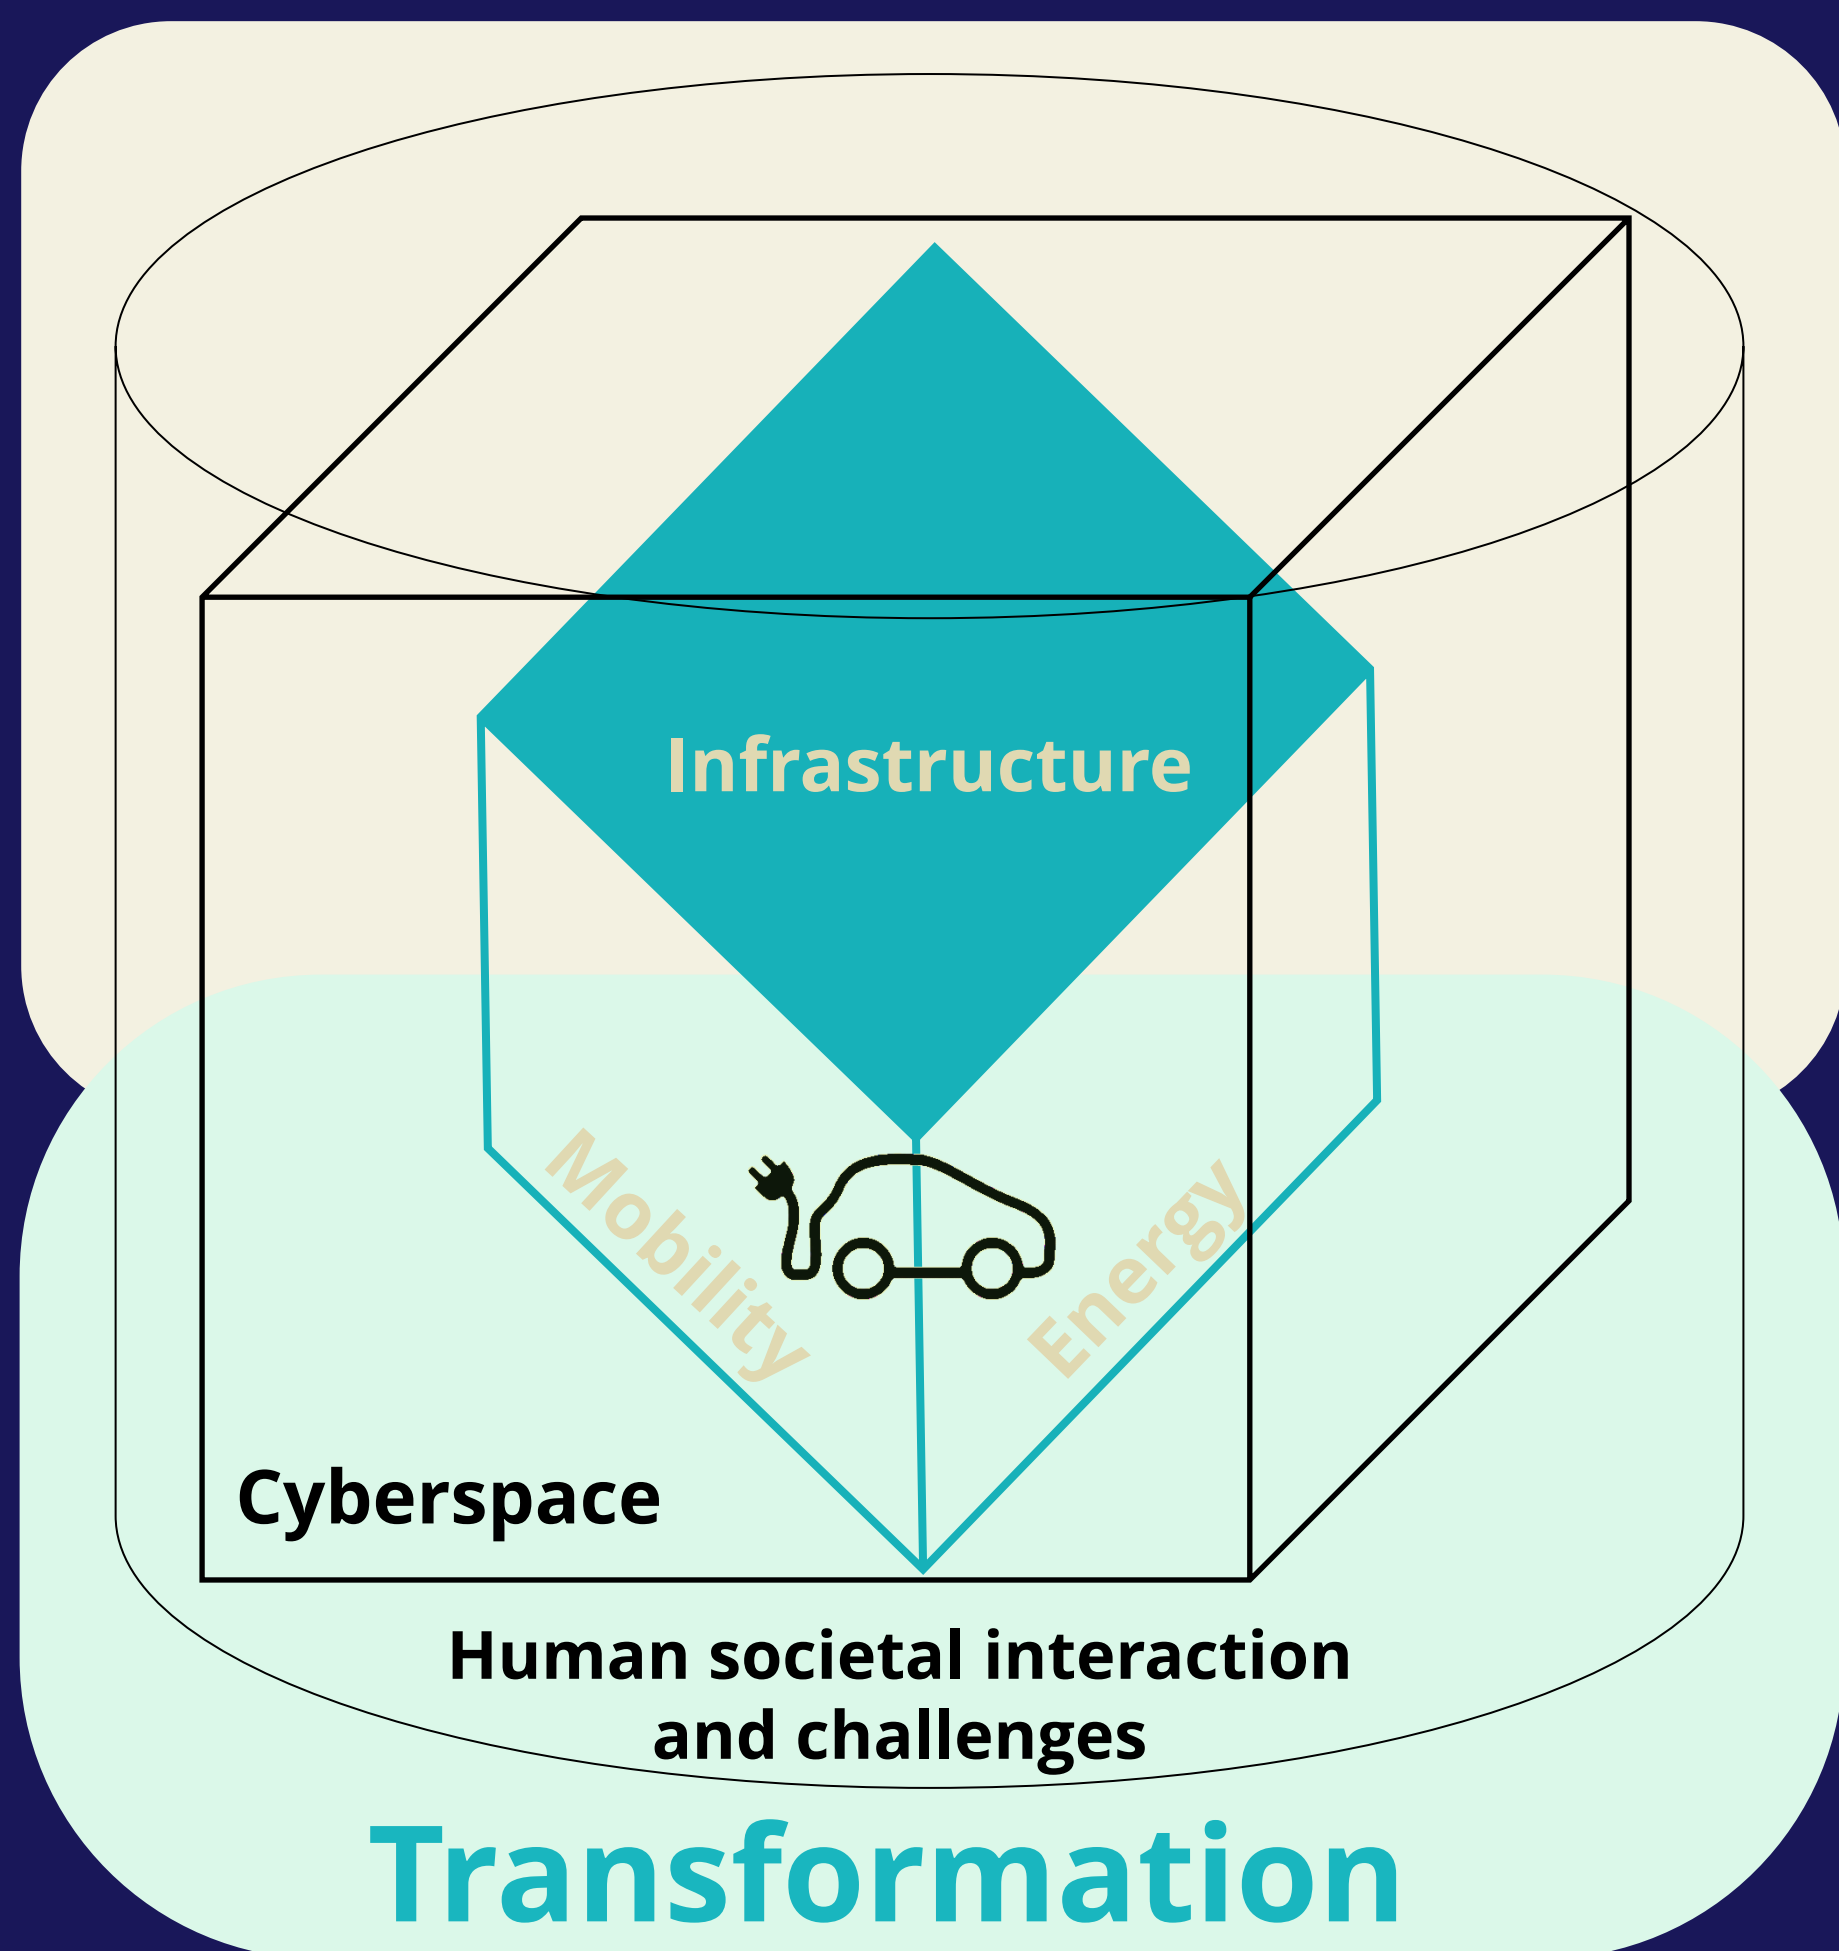 Infrastructure
Mobility
Energy
Cyberspace
Human societal interaction
and challenges
Transformation